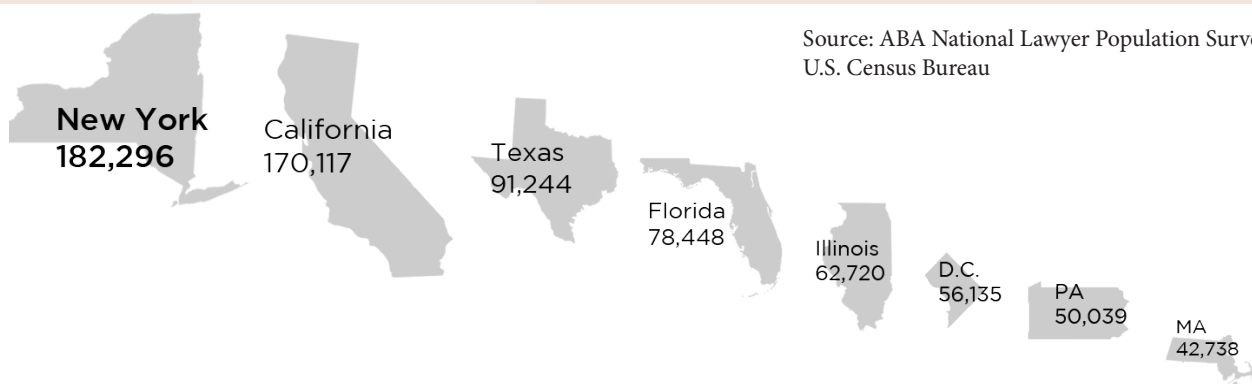 Source: ABA National Lawyer Population Surve
U.S. Census Bureau
New York
182,296
California
170,117
Texas
91,244
Florida
78,448
Illinois
62,720
D.C.
56,135
PA
50,039
MA
42,738